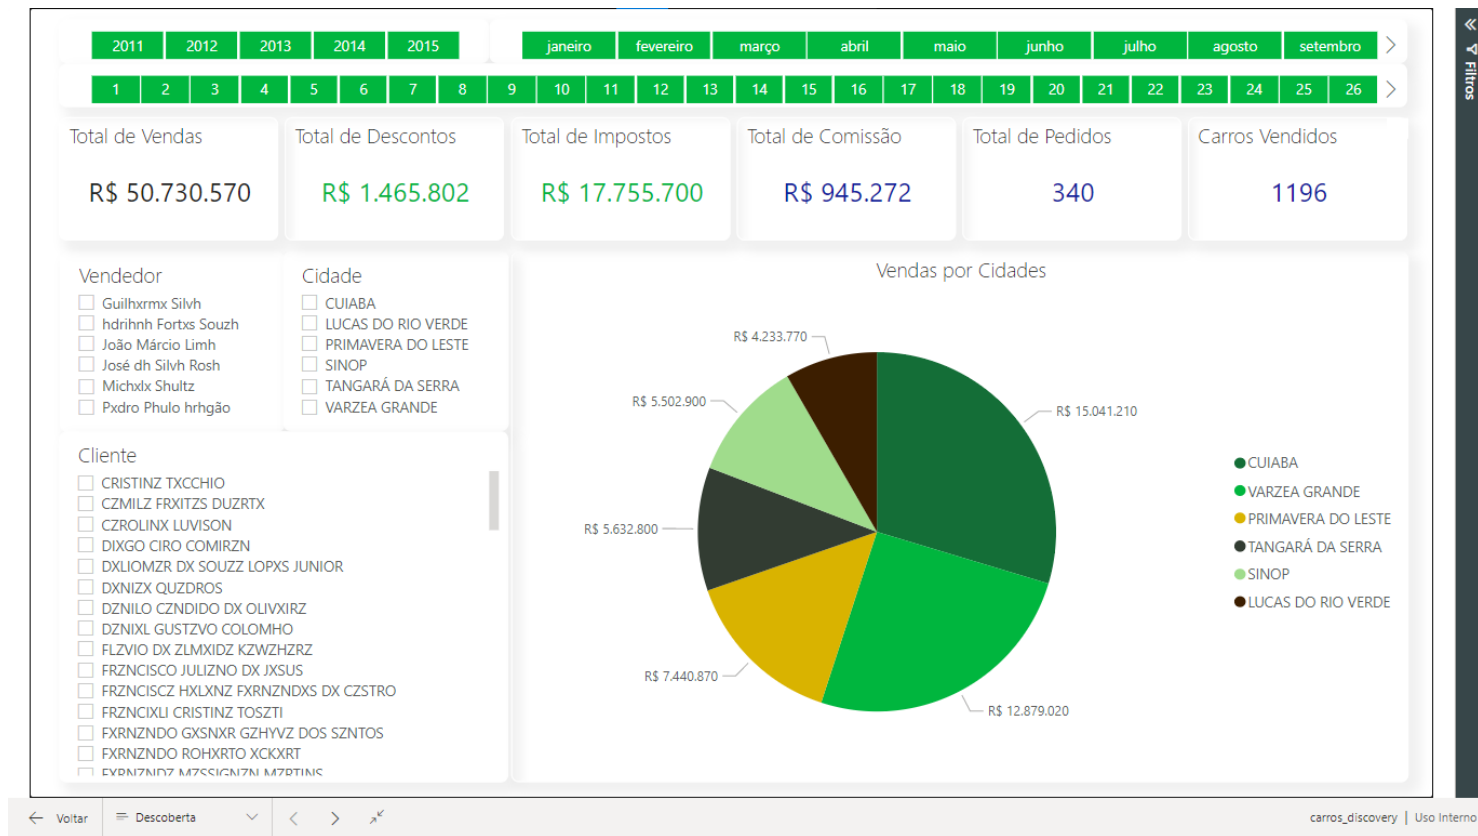 2011 2012 2013 2014 2015 janeiro fevereiro março abril maio junho julho agosto setembro
1 2 3 4 5 6 7 8 9 10 11 12 13 14 15 16 17 18 19 20 21 22 23 24 25 26
Filtros
Total de Vendas
R$ 50.730.570
Total de Descontos
R$ 1.465.802
Total de Impostos
R$ 17.755.700
Total de Comissão
R$ 945.272
Total de Pedidos
340
Carros Vendidos
1196
Vendedor
Guilhxrmx Silvh
hdrihnh Fortxs Souzh
João Márcio Limh
José dh Silvh Rosh
Michxlx Shultz
Pxdro Phulo hrhgão
Cidade
CUIABA
LUCAS DO RIO VERDE
PRIMAVERA DO LESTE
SINOP
TANGARÁ DA SERRA
VARZEA GRANDE
Cliente
CRISTINZ TXCCHIO
CZMILZ FRXITZS DUZRTX
CZROLINX LUVISON
DIXGO CIRO COMIRZN
DXLIOMZR DX SOUZZ LOPXS JUNIOR
DXNIZX QUZDROS
DZNILO CZNDIDO DX OLIVXIRZ
DZNIXL GUSTZVO COLOMHO
FLZVIO DX ZLMXIDZ KZWZHZRZ
FRZNCISCO JULIZNO DX JXSUS
FRZNCISCZ HXLXNZ FXRNZNDXS DX CZSTRO
FRZNCIXLI CRISTINZ TOSZTI
FXRNZNDO GXSNXR GZHYVZ DOS SZNTOS
FXRNZNDO ROHXRTO XCKXRT
FXRNZNDZ MZSSIGNZN MZRTINS
Vendas por Cidades
R$ 4.233.770
R$ 5.502.900
R$ 15.041.210
R$ 5.632.800
R$ 7.440.870
R$ 12.879.020
CUIABA
VARZEA GRANDE
PRIMAVERA DO LESTE
TANGARÁ DA SERRA
SINOP
LUCAS DO RIO VERDE
Voltar
Descoberta
carros_discovery | Uso Interno